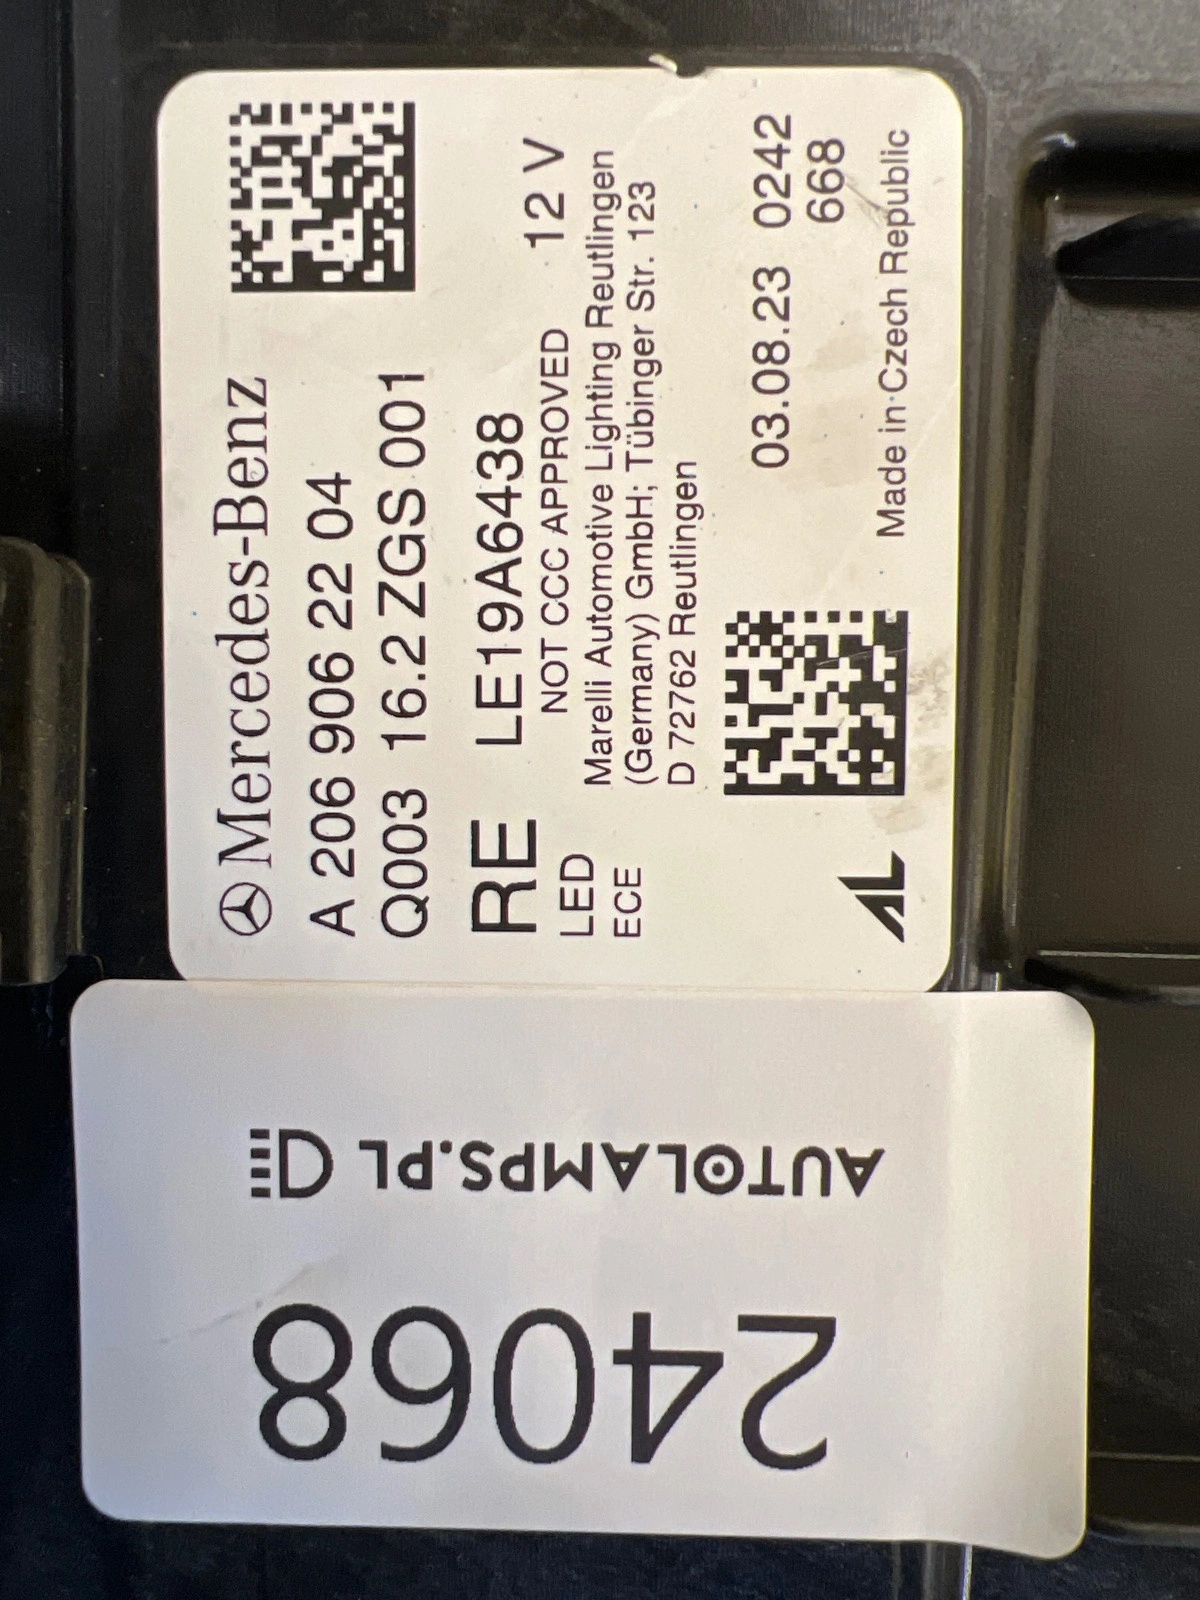 Mercedes-Benz
A 206 906 22 04
Q003 16.2 ZGS 001
RE LE19A6438
LED NOT CCC APPROVED 12 V
ECE Marelli Automotive Lighting Reutlingen
(Germany) GmbH; Tübinger Str. 123
D 72762 Reutlingen
03.08.23 0242
668
AL Made in Czech Republic
AUTOLAMPS.PL
24068